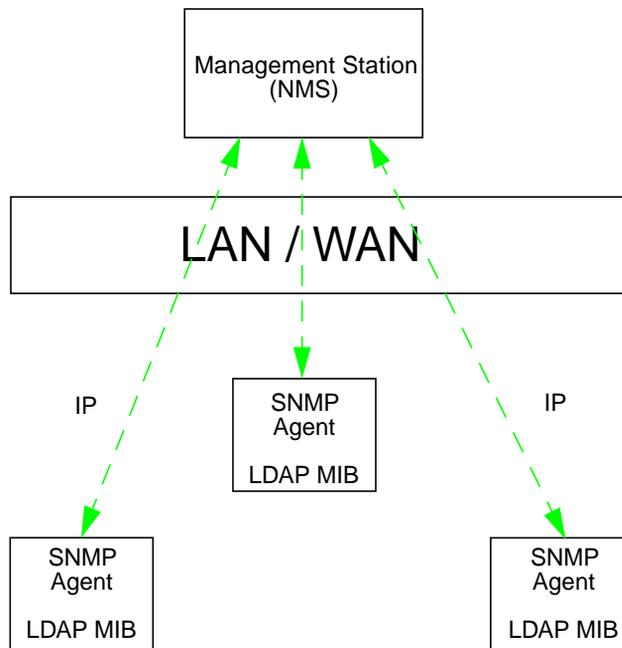 Management Station
(NMS)
LAN / WAN
IP
IP
SNMP
Agent
LDAP MIB
SNMP
Agent
LDAP MIB
SNMP
Agent
LDAP MIB